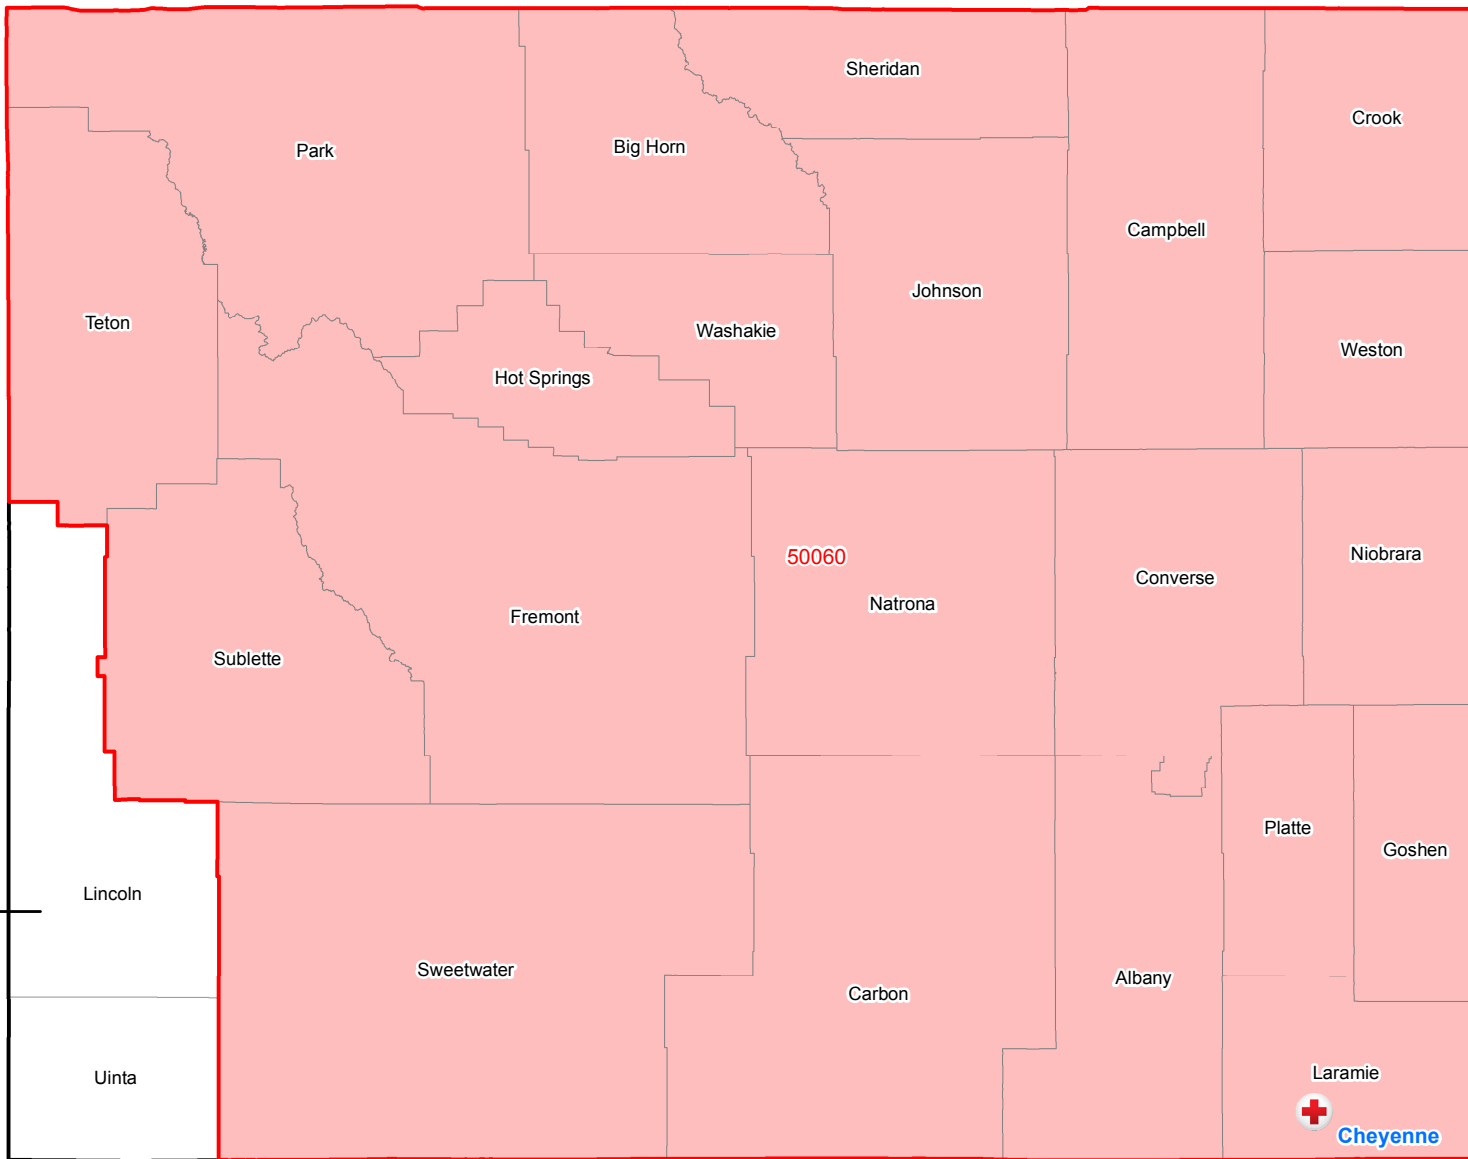 Sheridan
Crook
Park
Big Horn
Campbell
Johnson
Teton
Washakie
Weston
Hot Springs
50060
Niobrara
Converse
Natrona
Fremont
Sublette
Platte
Goshen
Lincoln
Sweetwater
Albany
Carbon
Uinta
Laramie
Cheyenne